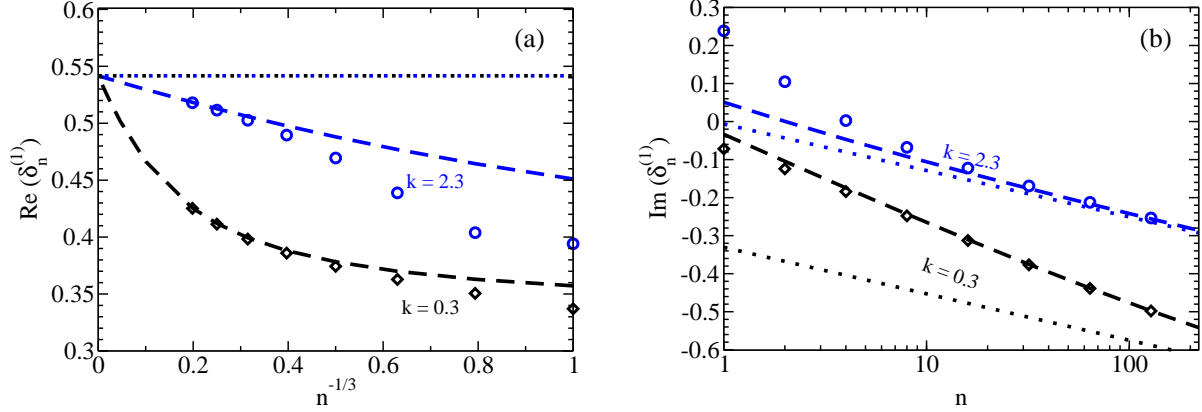 (a)
Re (δn(1))
0.6
0.55
0.5
0.45
0.4
0.35
0.3
k = 2.3
k = 0.3
0
0.2
0.4
0.6
0.8
1
n-1/3
(b)
Im (δn(1))
0.3
0.2
0.1
0
-0.1
-0.2
-0.3
-0.4
-0.5
-0.6
k = 2.3
k = 0.3
1
10
100
n